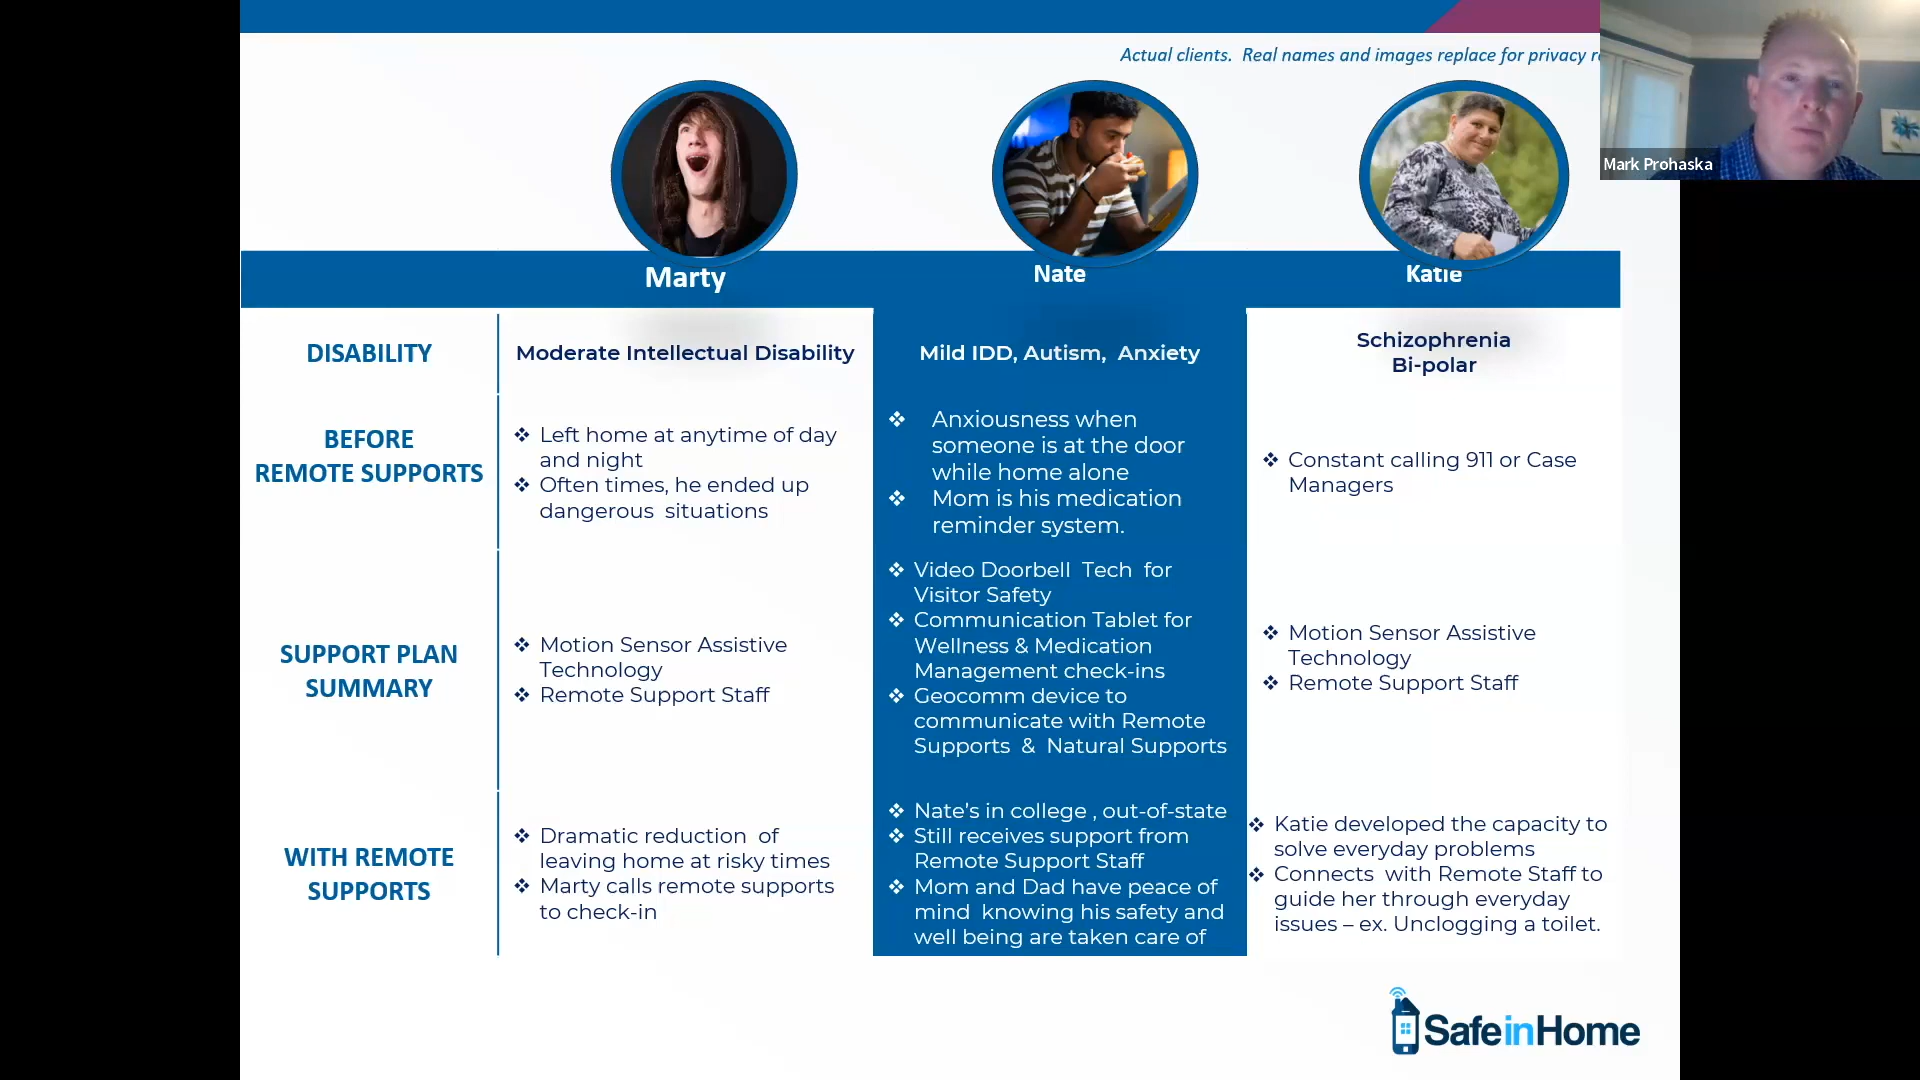 Actual clients. Real names and images replace for privacy
Mark Prohaska
Marty
Nate
Katie
DISABILITY
Moderate Intellectual Disability
Mild IDD, Autism, Anxiety
Schizophrenia
Bi-polar
BEFORE
REMOTE SUPPORTS
❖ Left home at anytime of day
and night
❖ Often times, he ended up
dangerous situations
❖ Anxiousness when
someone is at the door
while home alone
❖ Mom is his medication
reminder system.
❖ Constant calling 911 or Case
Managers
SUPPORT PLAN
SUMMARY
❖ Motion Sensor Assistive
Technology
❖ Remote Support Staff
❖ Video Doorbell Tech for
Visitor Safety
❖ Communication Tablet for
Wellness & Medication
Management check-ins
❖ Geocomm device to
communicate with Remote
Supports & Natural Supports
❖ Motion Sensor Assistive
Technology
❖ Remote Support Staff
WITH REMOTE
SUPPORTS
❖ Dramatic reduction of
leaving home at risky times
❖ Marty calls remote supports
to check-in
❖ Nate's in college , out-of-state
❖ Still receives support from
Remote Support Staff
❖ Mom and Dad have peace of
mind knowing his safety and
well being are taken care of
❖ Katie developed the capacity to
solve everyday problems
❖ Connects with Remote Staff to
guide her through everyday
issues – ex. Unclogging a toilet.
SafeinHome